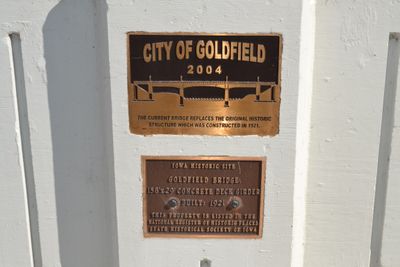 CITY OF GOLDFIELD
2004
THE CURRENT BRIDGE REPLACES THE ORIGINAL HISTORIC
STRUCTURE WHICH WAS CONSTRUCTED IN 1921.
IOWA HISTORIC SITE
GOLDFIELD BRIDGE
158'x29' CONCRETE DECK GIRDER
BUILT: 1921
THIS PROPERTY IS LISTED IN THE
NATIONAL REGISTER OF HISTORIC PLACES
STATE HISTORICAL SOCIETY OF IOWA